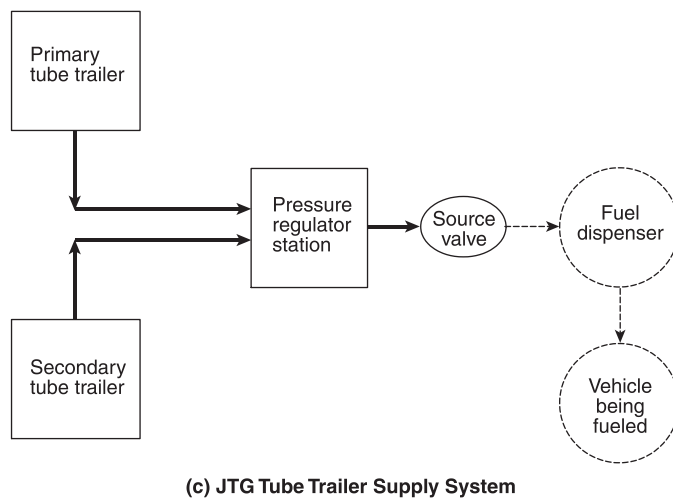 Primary
tube trailer
Pressure
regulator
station
Source
valve
Fuel
dispenser
Secondary
tube trailer
Vehicle
being
fueled
(c) JTG Tube Trailer Supply System